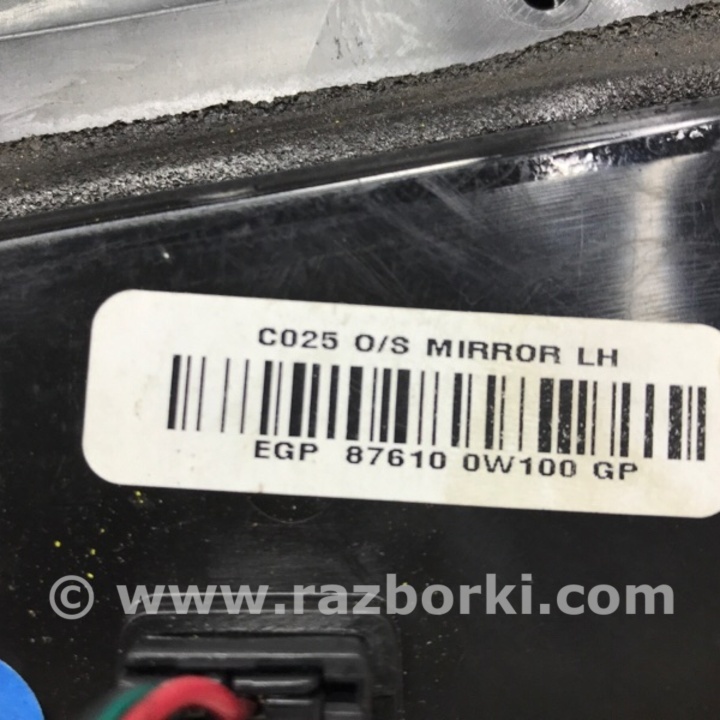 C025 O/S MIRROR LH
EGP 87610 0W100 GP
© www.razborki.com